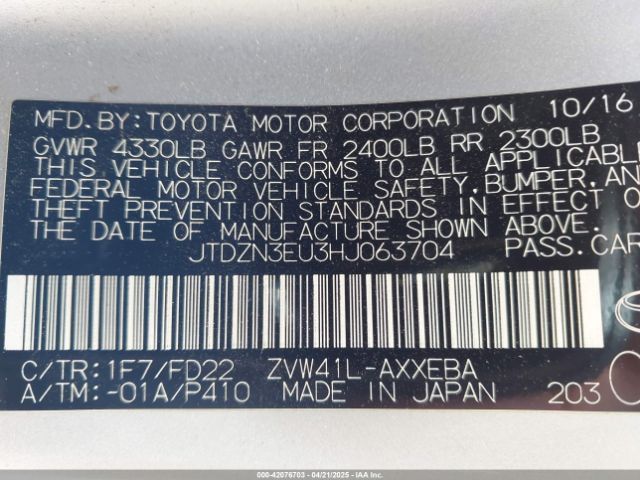 MFD.BY:TOYOTA MOTOR CORPORATION 10/16
GVWR 4330LB GAWR FR 2400LB RR 2300LB
THIS VEHICLE CONFORMS TO ALL APPLICABLE
FEDERAL MOTOR VEHICLE SAFETY,BUMPER,AN
THEFT PREVENTION STANDARDS IN EFFECT O
THE DATE OF MANUFACTURE SHOWN ABOVE.
JTDZN3EU3HJ063704 PASS.CAR
C/TR:1F7/FD22 ZVW41L-AXXEBA
A/TM:-01A/P410 MADE IN JAPAN 203
000-42076703 - 04/21/2025 - IAA Inc.